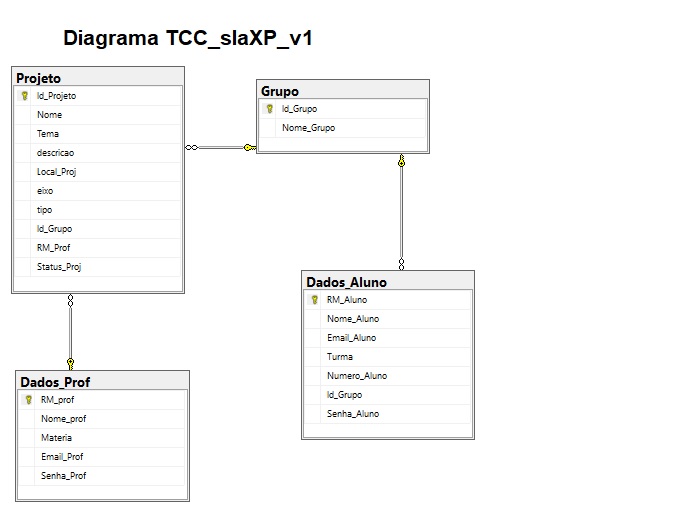 Diagrama TCC_slaXP_v1
Projeto
Id_Projeto
Nome
Tema
descricao
Local_Proj
eixo
tipo
Id_Grupo
RM_Prof
Status_Proj
Grupo
Id_Grupo
Nome_Grupo
Dados_Aluno
RM_Aluno
Nome_Aluno
Email_Aluno
Turma
Numero_Aluno
Id_Grupo
Senha_Aluno
Dados_Prof
RM_prof
Nome_prof
Materia
Email_Prof
Senha_Prof